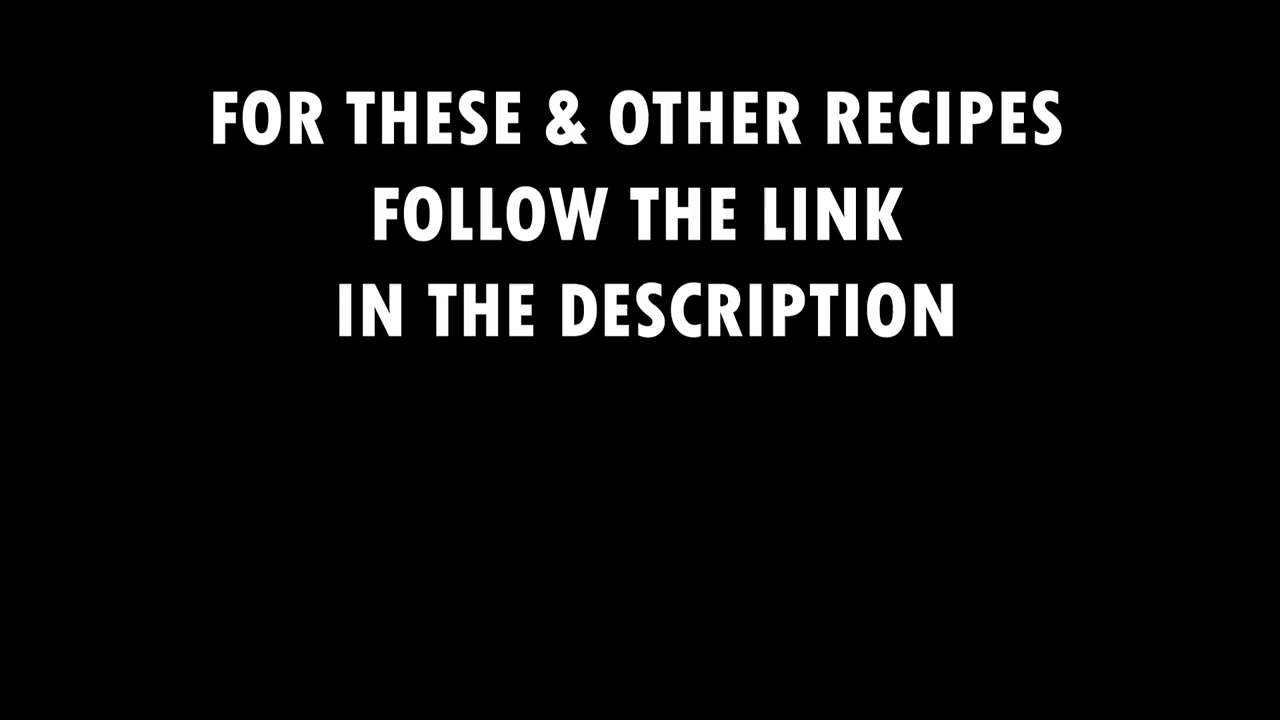 FOR THESE & OTHER RECIPES
FOLLOW THE LINK
IN THE DESCRIPTION